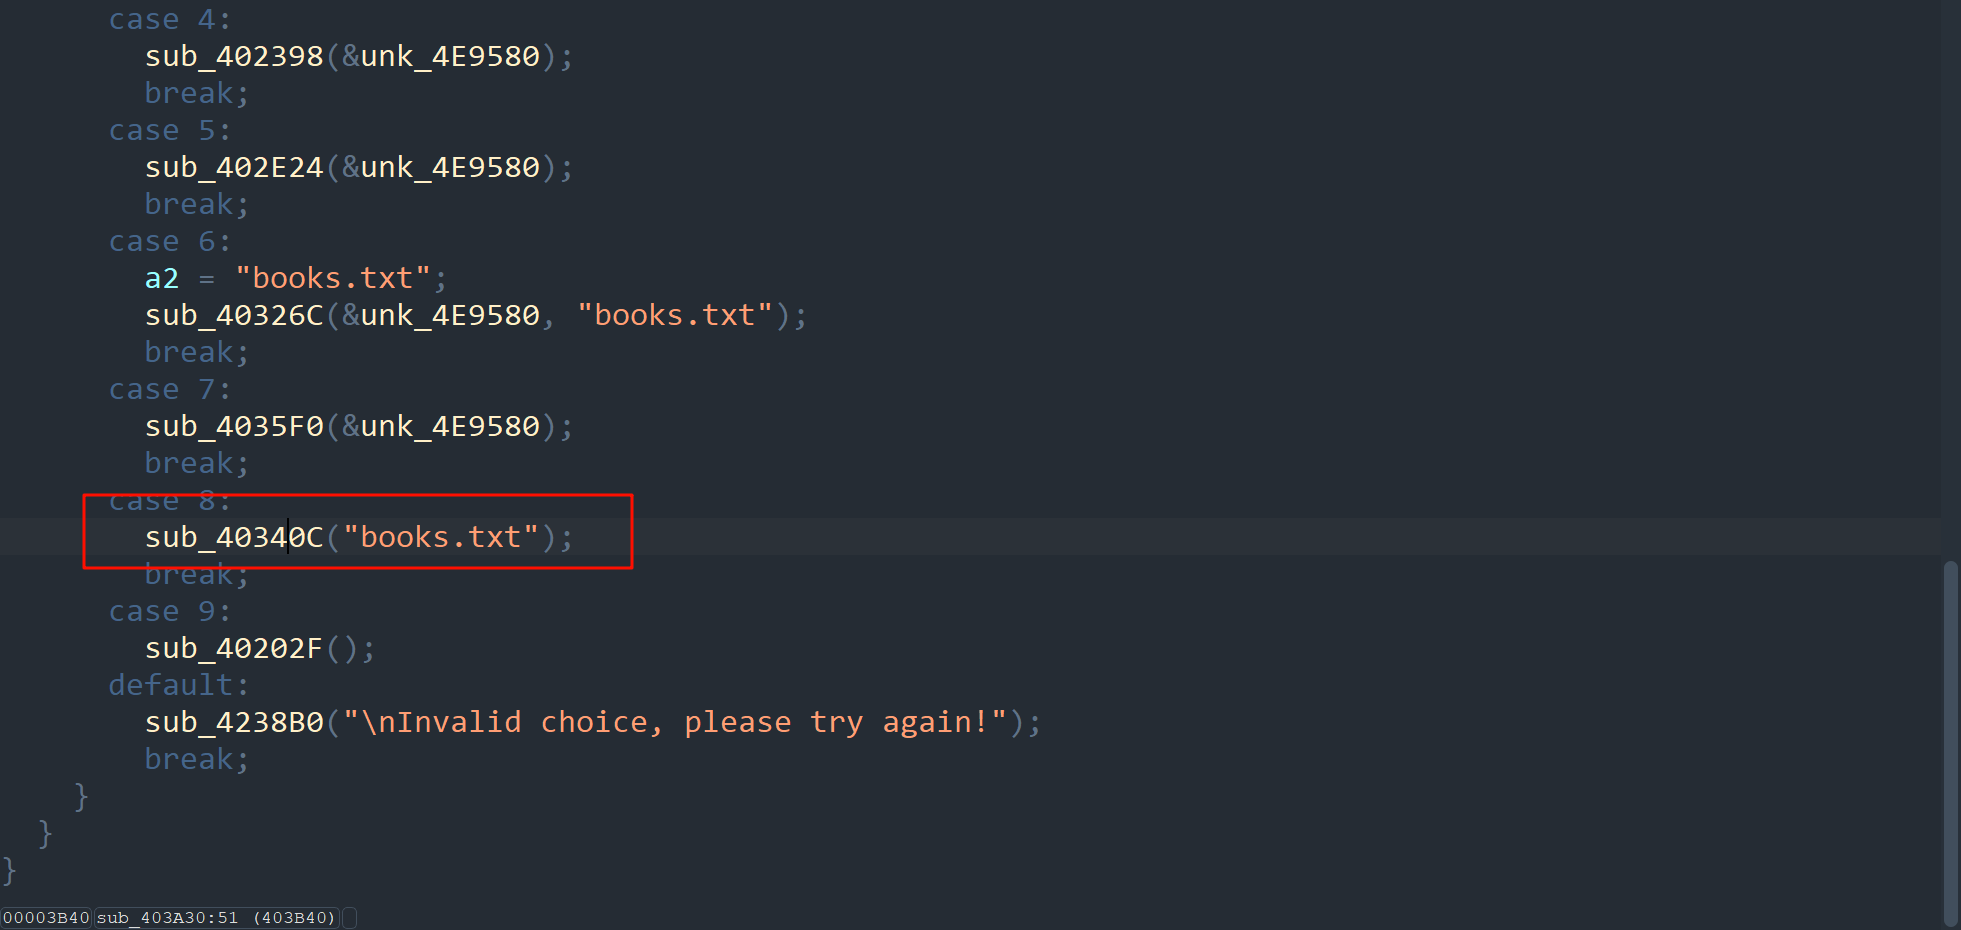 case 4:
sub_402398(&unk_4E9580);
break;
case 5:
sub_402E24(&unk_4E9580);
break;
case 6:
a2 = "books.txt";
sub_40326C(&unk_4E9580, "books.txt");
break;
case 7:
sub_4035F0(&unk_4E9580);
break;
case 8:
sub_40340C("books.txt");
break;
case 9:
sub_40202F();
default:
sub_4238B0("\nInvalid choice, please try again!");
break;
}
}
}
00003B40 sub_403A30:51 (403B40)